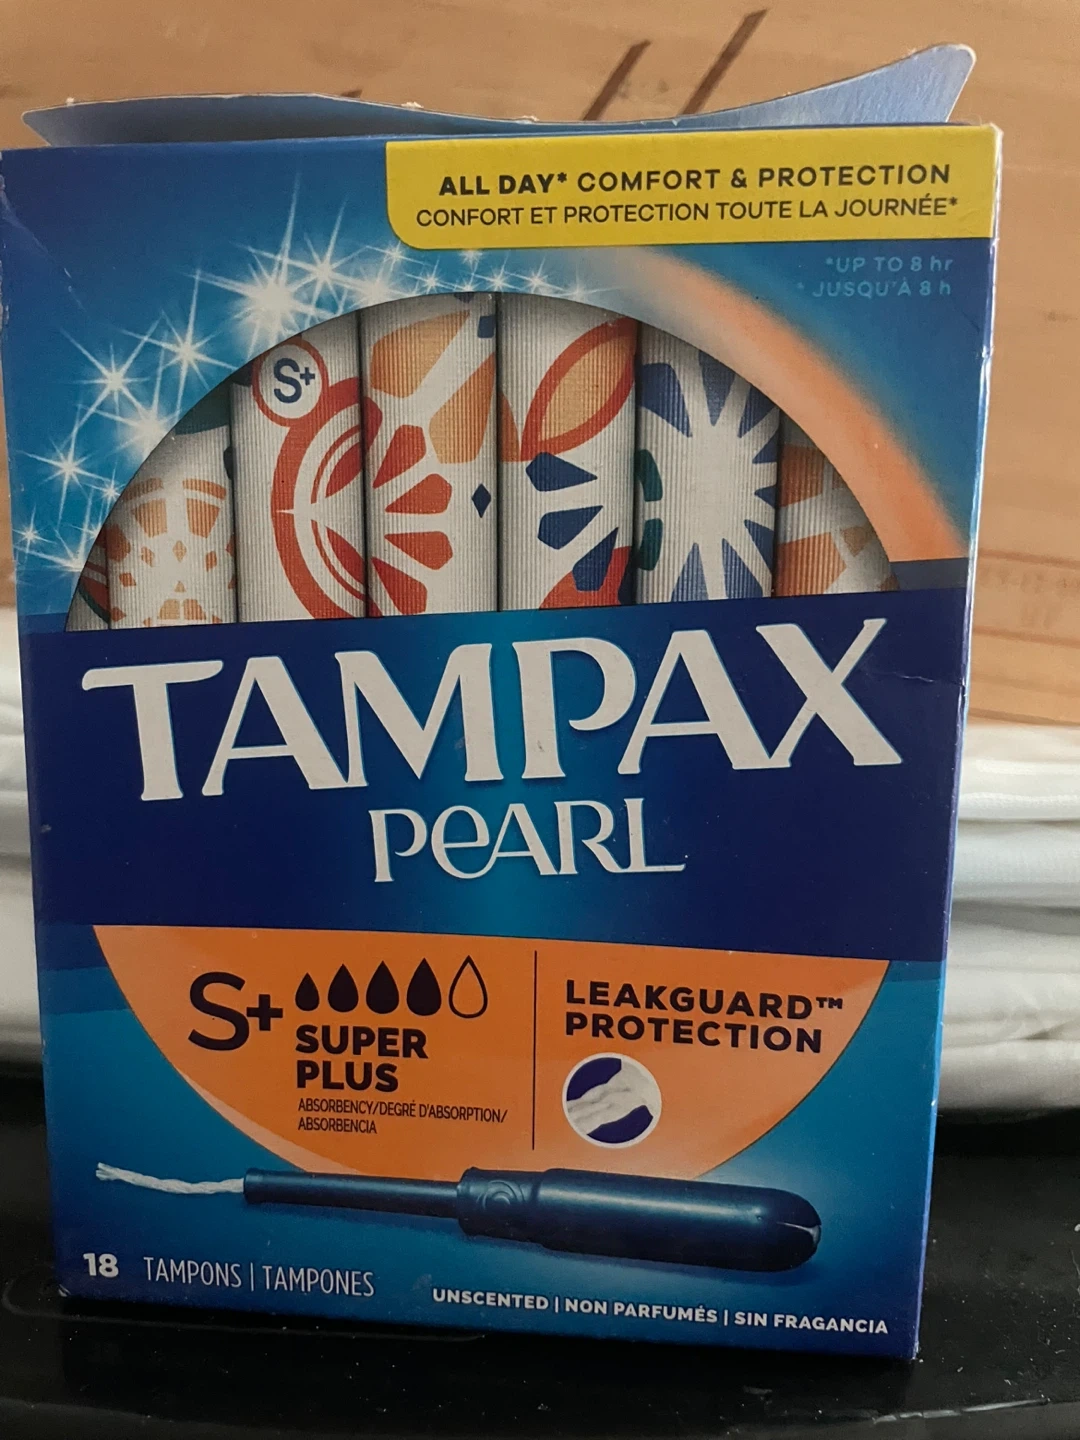 ALL DAY* COMFORT & PROTECTION
CONFORT ET PROTECTION TOUTE LA JOURNÉE*
*UP TO 8 hr
* JUSQU'À 8 h
S+
TAMPAX
PEARL
S+
SUPER
PLUS
ABSORBENCY/DEGRÉ D'ABSORPTION/
ABSORBENCIA
LEAKGUARD™
PROTECTION
18 TAMPONS | TAMPONES
UNSCENTED | NON PARFUMÉS | SIN FRAGANCIA